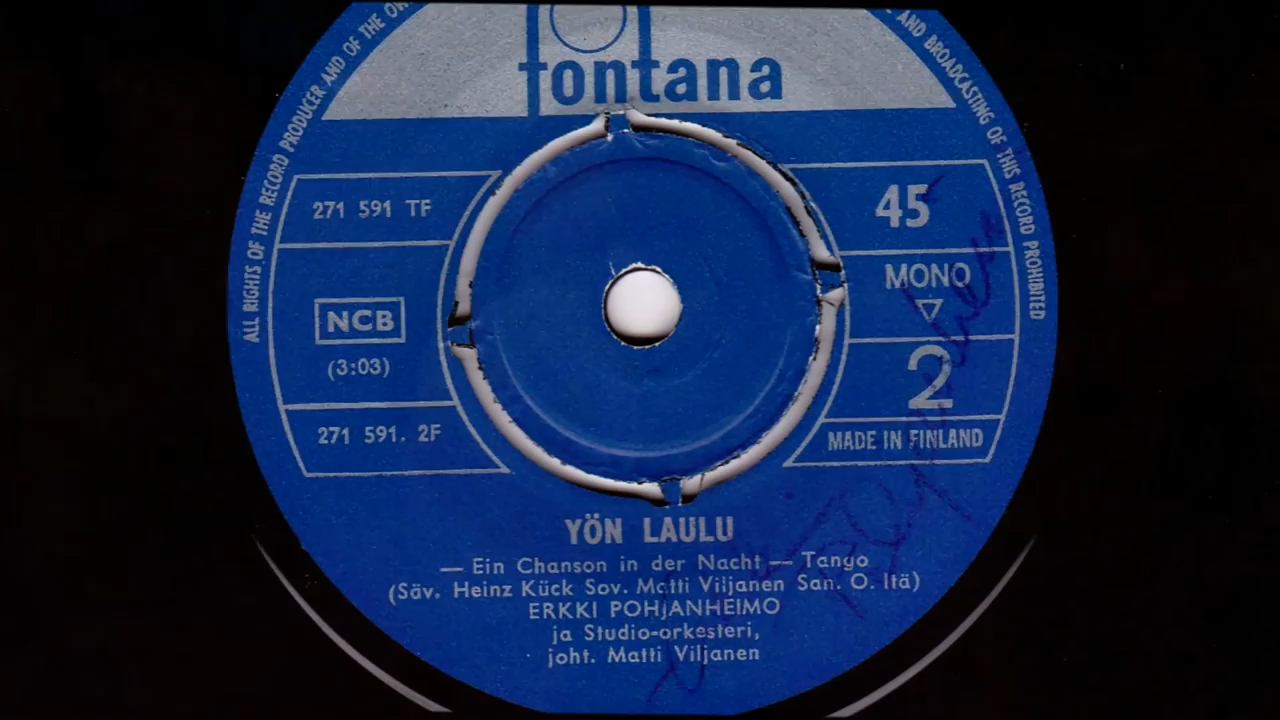 ALL RIGHTS OF THE RECORD PRODUCER AND OF THE
AND BROADCASTING OF THIS RECORD PROHIBITED
fontana
271 591 TF
NCB
(3:03)
271 591. 2F
45
MONO
2
MADE IN FINLAND
YÖN LAULU
— Ein Chanson in der Nacht — Tango
(Säv. Heinz Kück Sov. Matti Viljanen San. O. Itä)
ERKKI POHJANHEIMO
ja Studio-orkesteri,
joht. Matti Viljanen